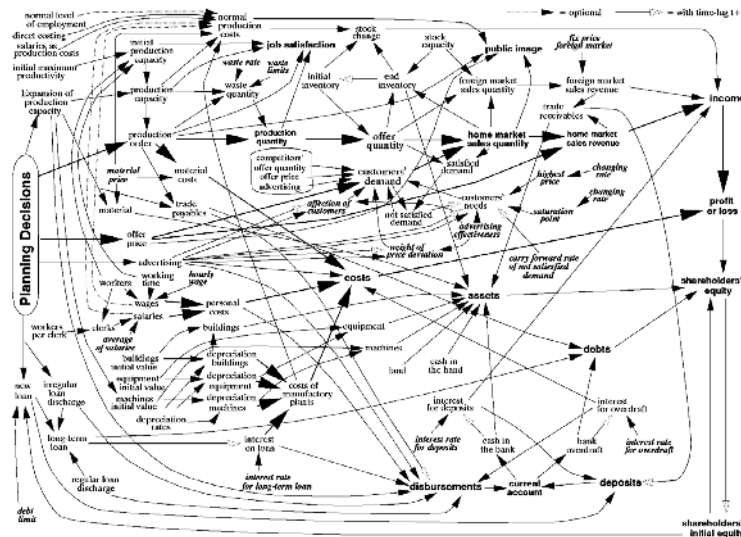 normal level
of employment
direct costing
salaries, as
production costs
initial maximum
productivity
Expansion of
production
capacity
initial
production
capacity
normal
production
costs
job satisfaction
stock
change
stock
capacity
public image
= optional
= with time-lag t+1
fix price
foreign market
production
capacity
waste rate
waste
limits
waste
quantity
initial
inventory
end
inventory
foreign market
sales quantity
foreign market
sales revenue
trade
receivables
income
production
order
production
quantity
offer
quantity
home market
sales quantity
home market
sales revenue
satisfied
demand
material
price
material
costs
competitors'
offer quantity
offer price
advertising
customers'
demand
customers'
needs
highest
price
changing
rate
changing
rate
saturation
point
material
trade
payables
affection of
customers
not satisfied
demand
advertising
effectiveness
profit
or loss
Planning Decisions
offer
price
weight of
price deviation
carry forward rate
of not satiesfied
demand
advertising
costs
workers
working
time
hourly
wage
wages
salaries
personal
costs
assets
shareholders'
equity
workers
per clerk
clerks
average
of salaries
buildings
equipment
machines
debts
buildings
initial value
depreciation
buildings
land
cash in
the hand
equipment
initial value
depreciation
equipment
machines
initial value
depreciation
machines
costs of
manufactory
plants
depreciation
rates
new
loan
irregular
loan
discharge
interest
for deposits
interest
for overdraft
long-term
loan
interest
on loan
interest rate
for deposits
cash in
the bank
bank
overdraft
interest rate
for overdraft
regular loan
discharge
interest rate
for long-term loan
disbursements
current
account
deposits
debt
limit
shareholders'
initial equity